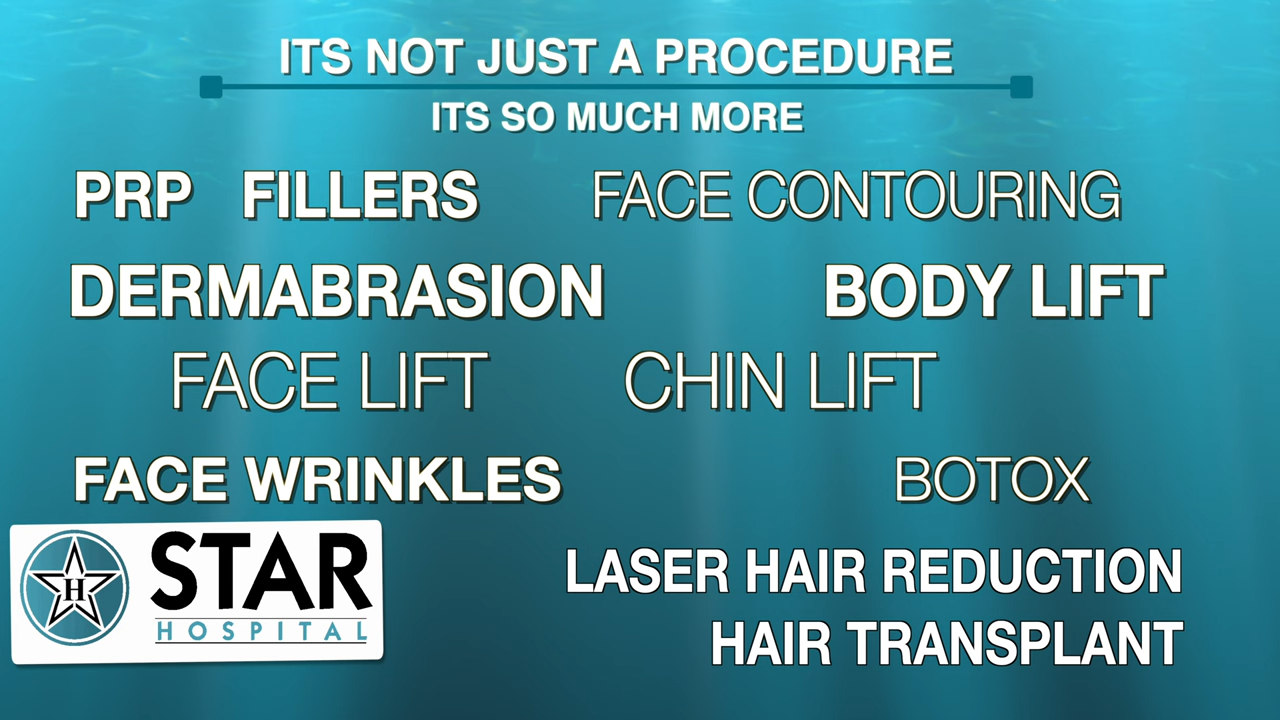 ITS NOT JUST A PROCEDURE
ITS SO MUCH MORE
PRP FILLERS FACE CONTOURING
DERMABRASION BODY LIFT
FACE LIFT CHIN LIFT
FACE WRINKLES BOTOX
LASER HAIR REDUCTION
HAIR TRANSPLANT
H
STAR
HOSPITAL